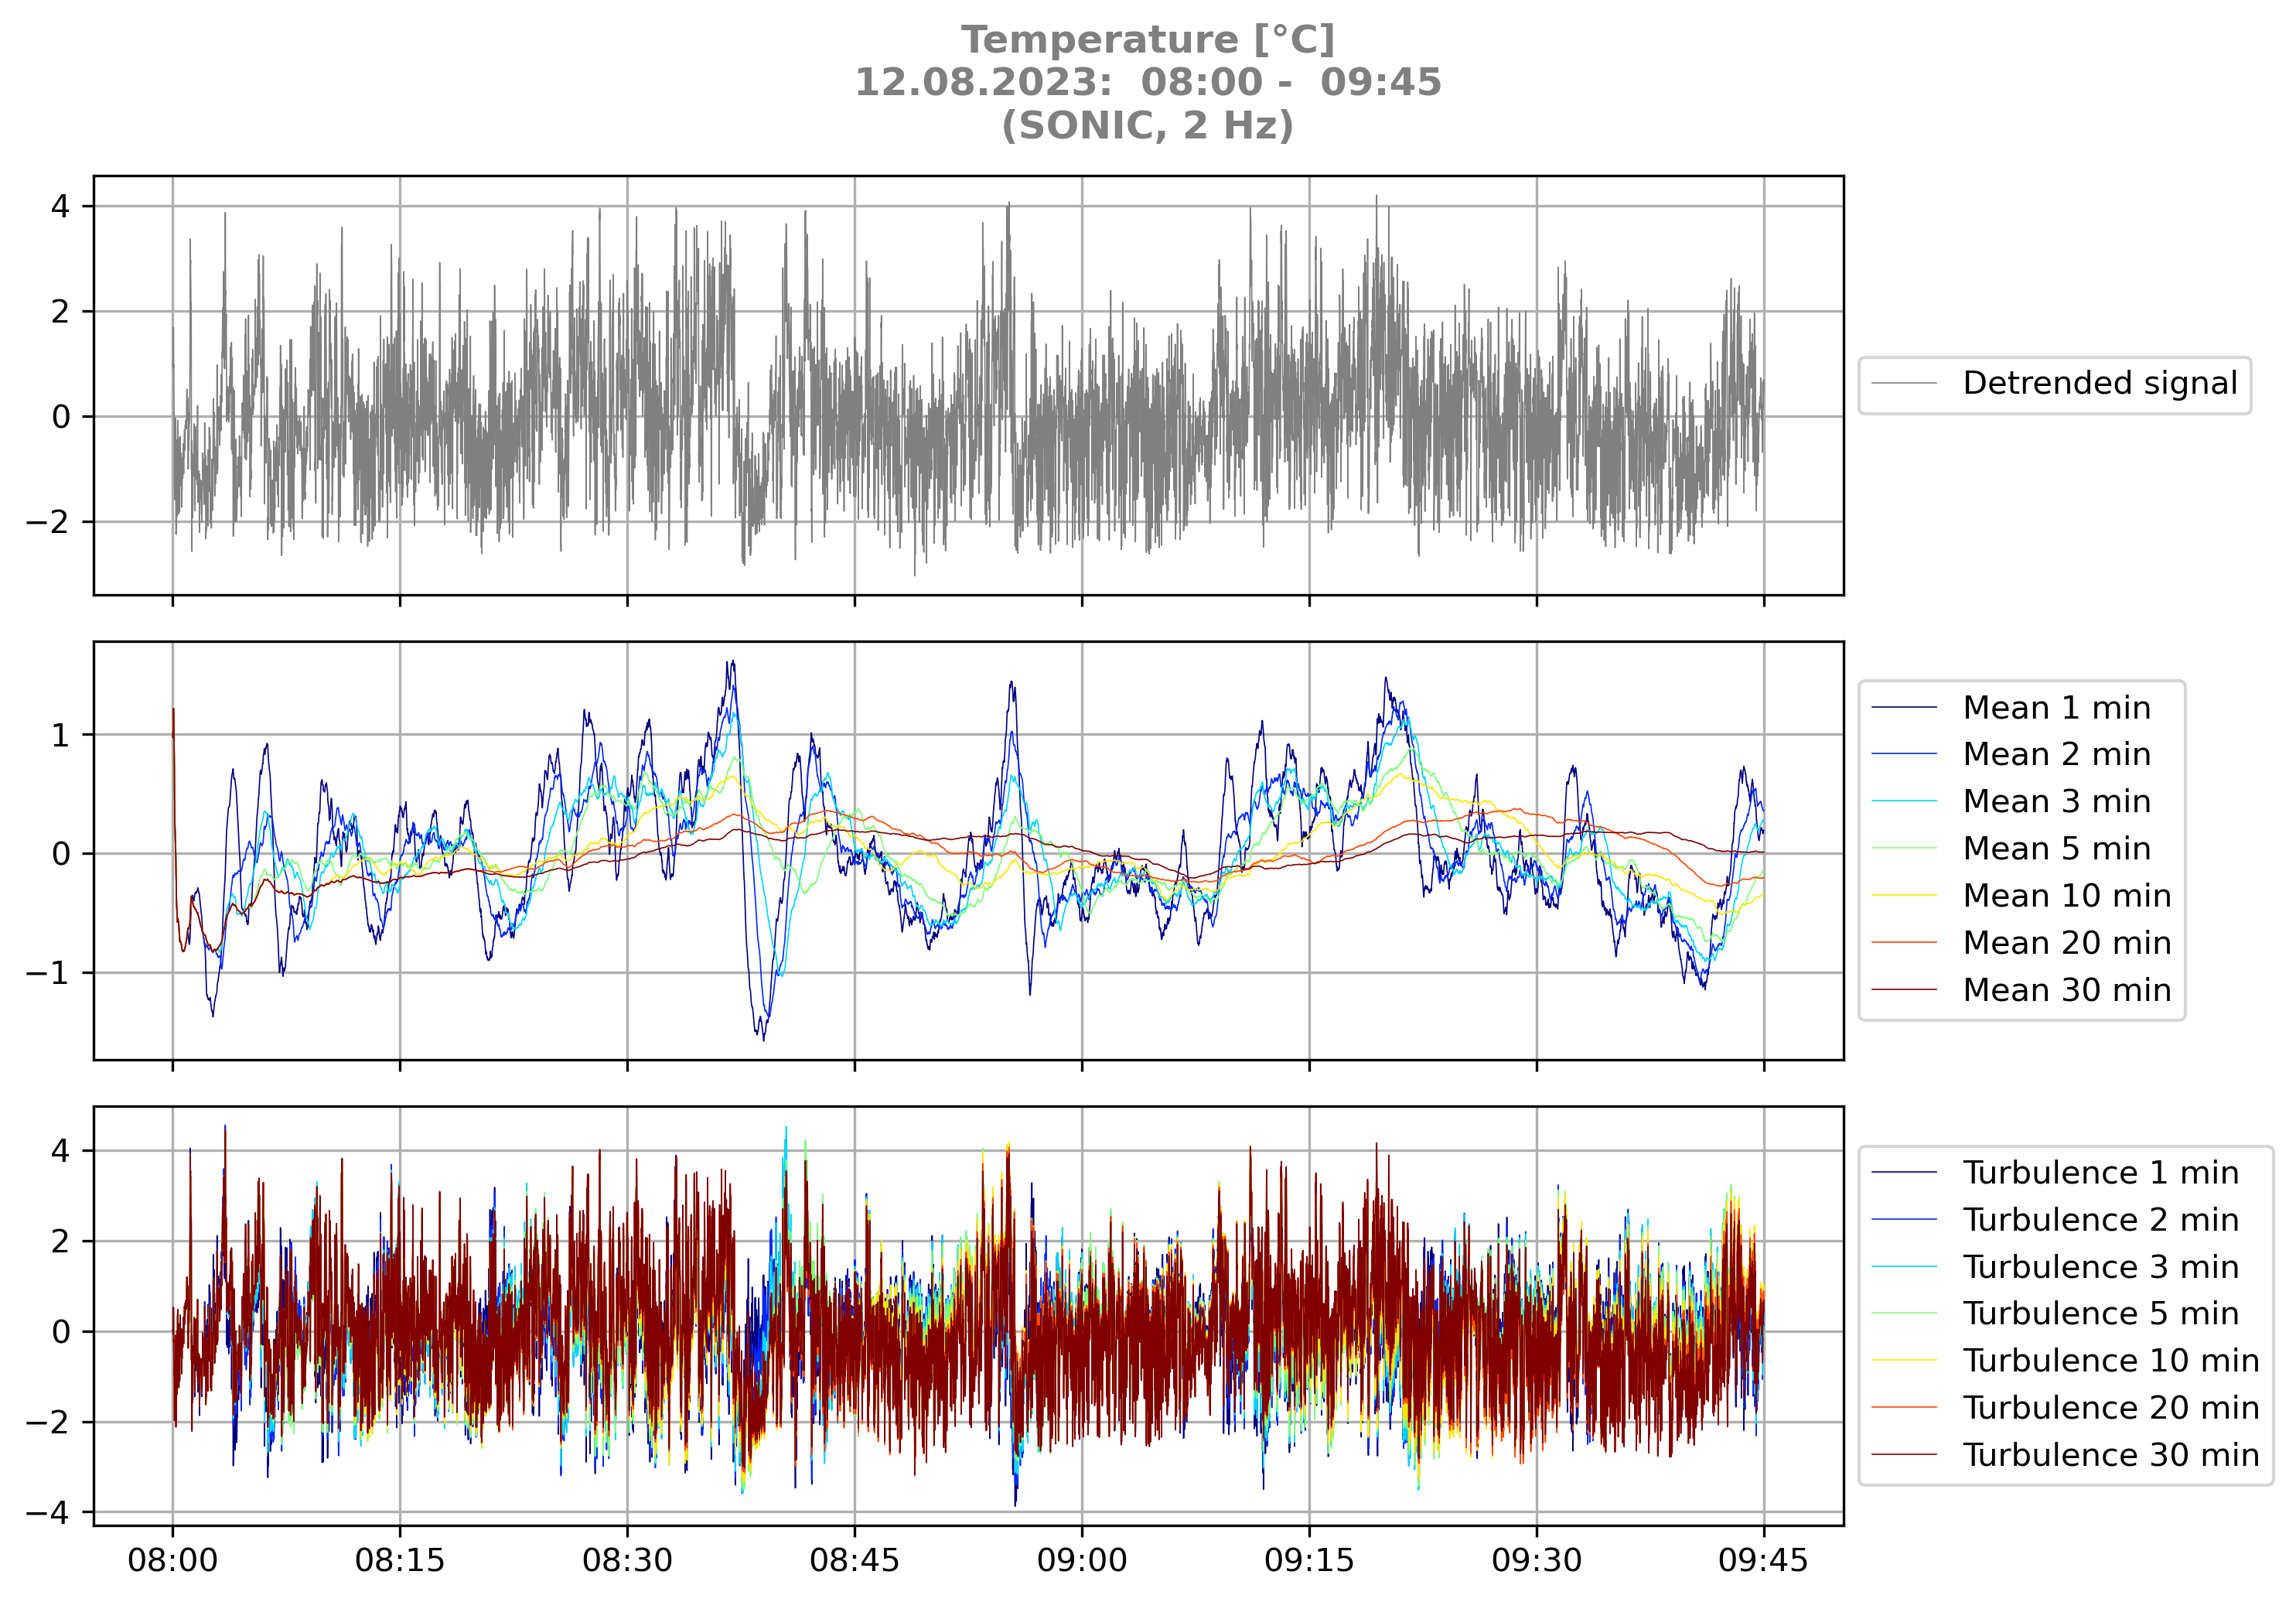 Temperature [°C]
12.08.2023:  08:00 -  09:45
(SONIC, 2 Hz)
4
2
0
−2
Detrended signal
1
0
−1
Mean 1 min
Mean 2 min
Mean 3 min
Mean 5 min
Mean 10 min
Mean 20 min
Mean 30 min
4
2
0
−2
−4
Turbulence 1 min
Turbulence 2 min
Turbulence 3 min
Turbulence 5 min
Turbulence 10 min
Turbulence 20 min
Turbulence 30 min
08:00 08:15 08:30 08:45 09:00 09:15 09:30 09:45